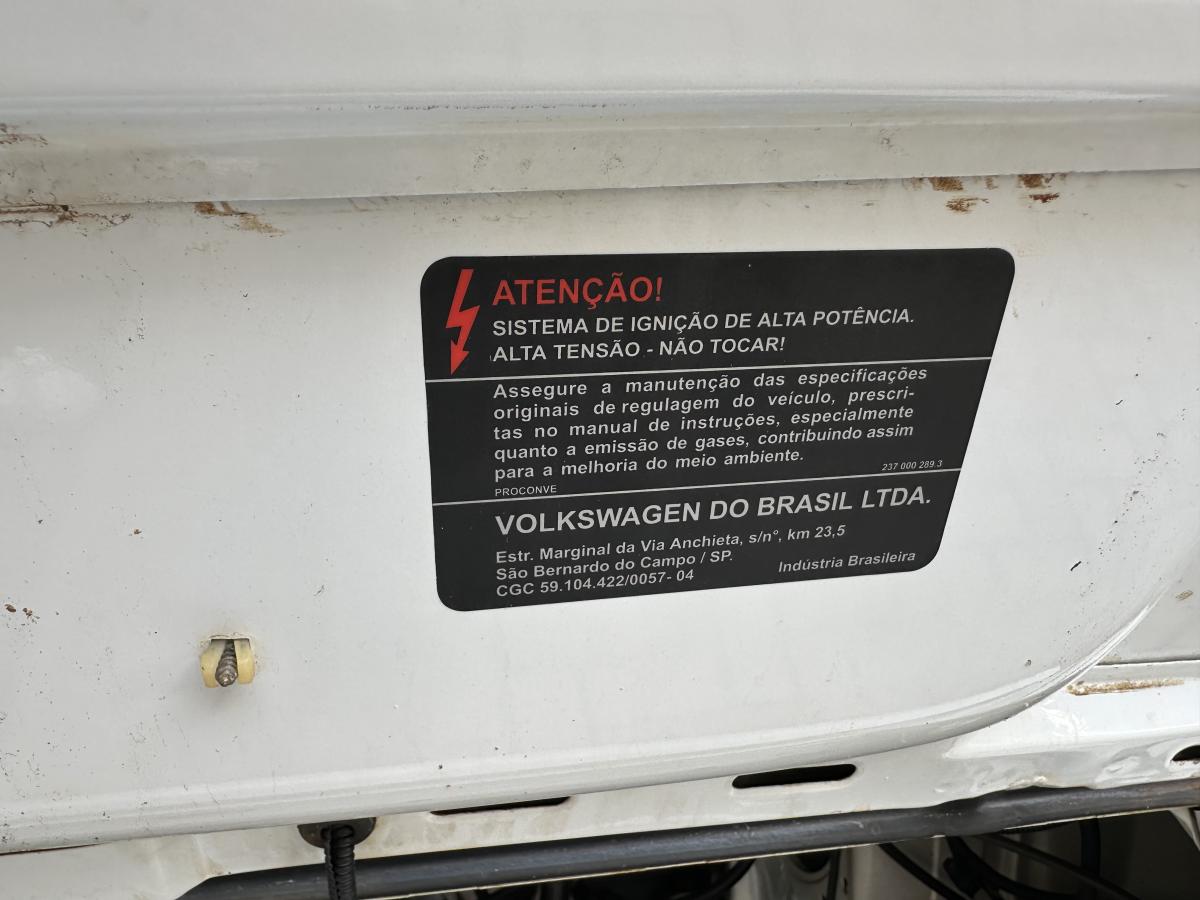 ATENÇÃO!
SISTEMA DE IGNIÇÃO DE ALTA POTÊNCIA.
ALTA TENSÃO - NÃO TOCAR!
Assegure a manutenção das especificações
originais de regulagem do veículo, prescri-
tas no manual de instruções, especialmente
quanto a emissão de gases, contribuindo assim
para a melhoria do meio ambiente.
PROCONVE
237 000 289.3
VOLKSWAGEN DO BRASIL LTDA.
Estr. Marginal da Via Anchieta, s/n°, km 23,5
São Bernardo do Campo / SP.
CGC 59.104.422/0057- 04
Indústria Brasileira